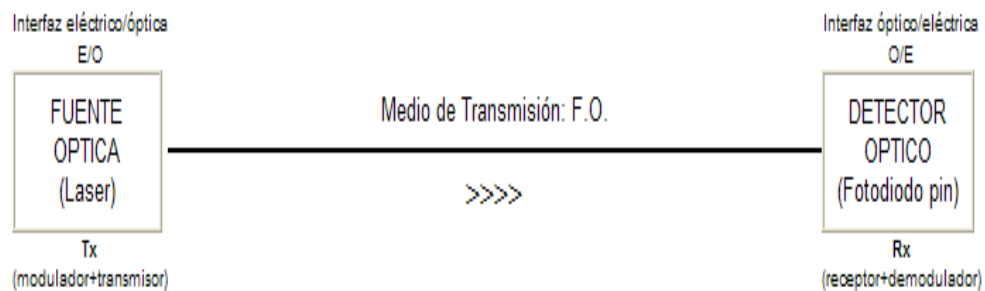 Interfaz eléctrico/óptica
E/O
FUENTE
OPTICA
(Laser)
Tx
(modulador+transmisor)
Medio de Transmisión: F.O.
>>>>
Interfaz óptico/eléctrica
O/E
DETECTOR
OPTICO
(Fotodiodo pin)
Rx
(receptor+demodulador)